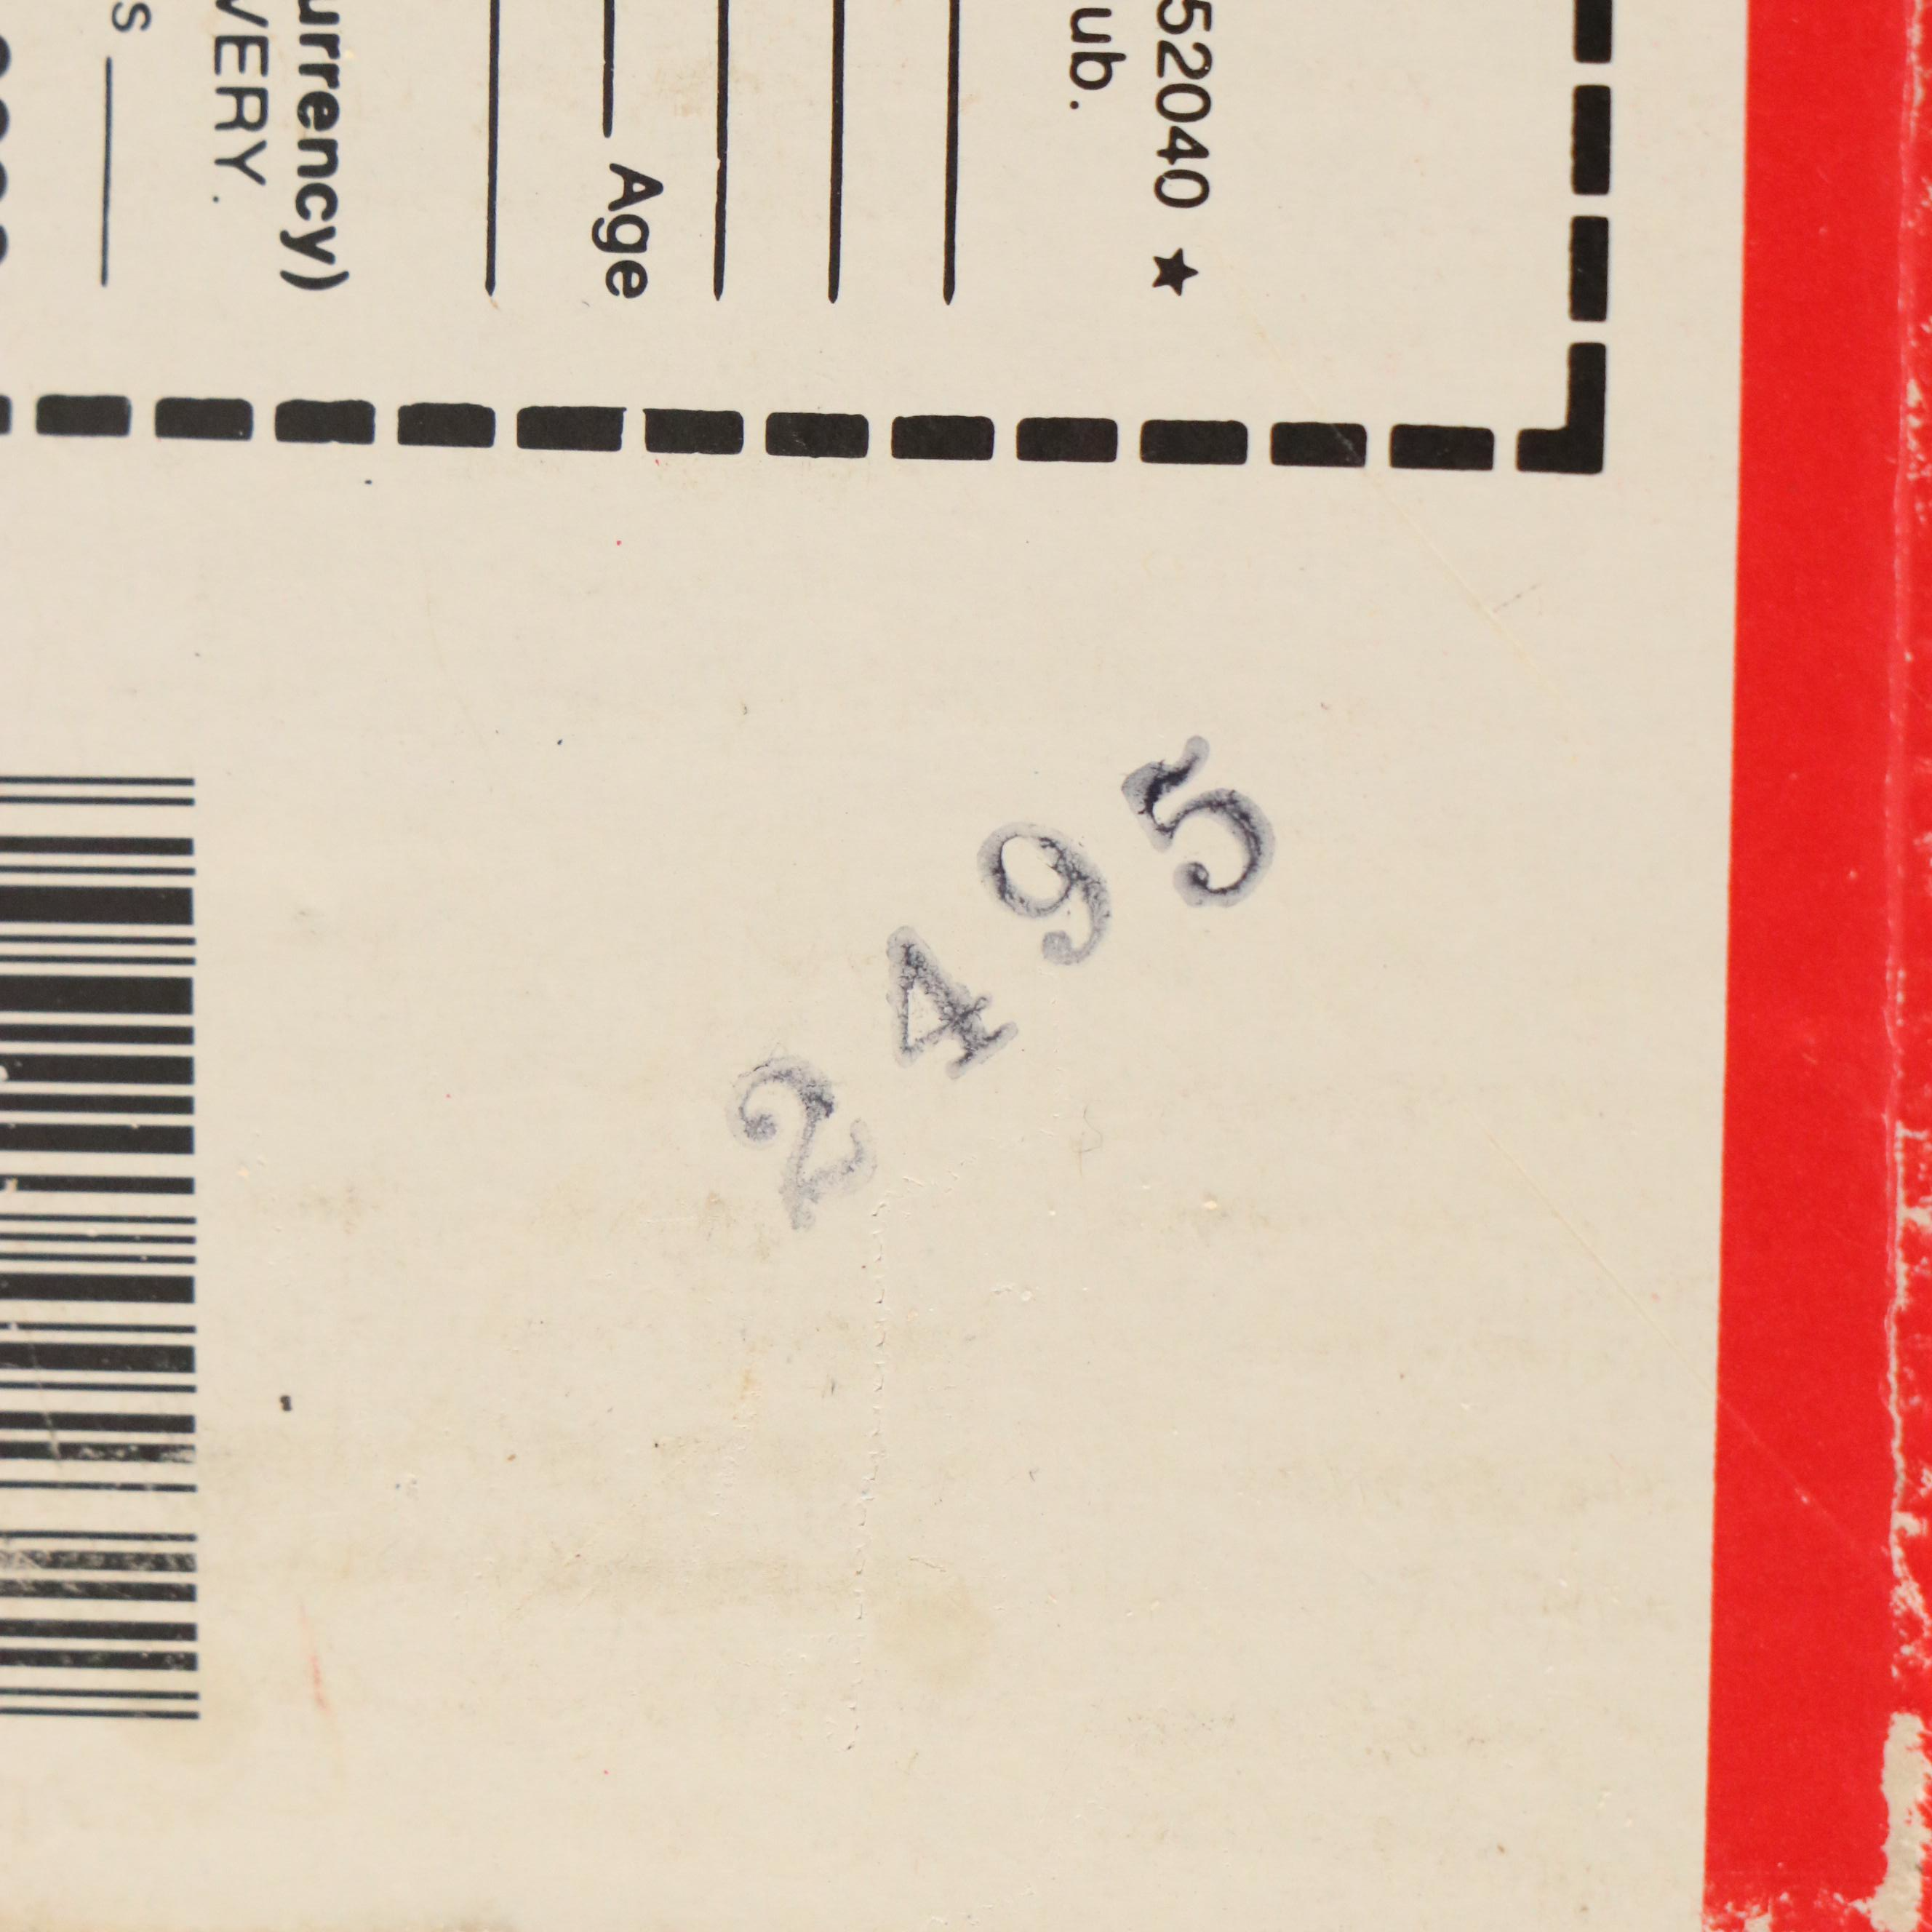 52040 ★
ub.
Age
urrency)
VERY.
s
2495